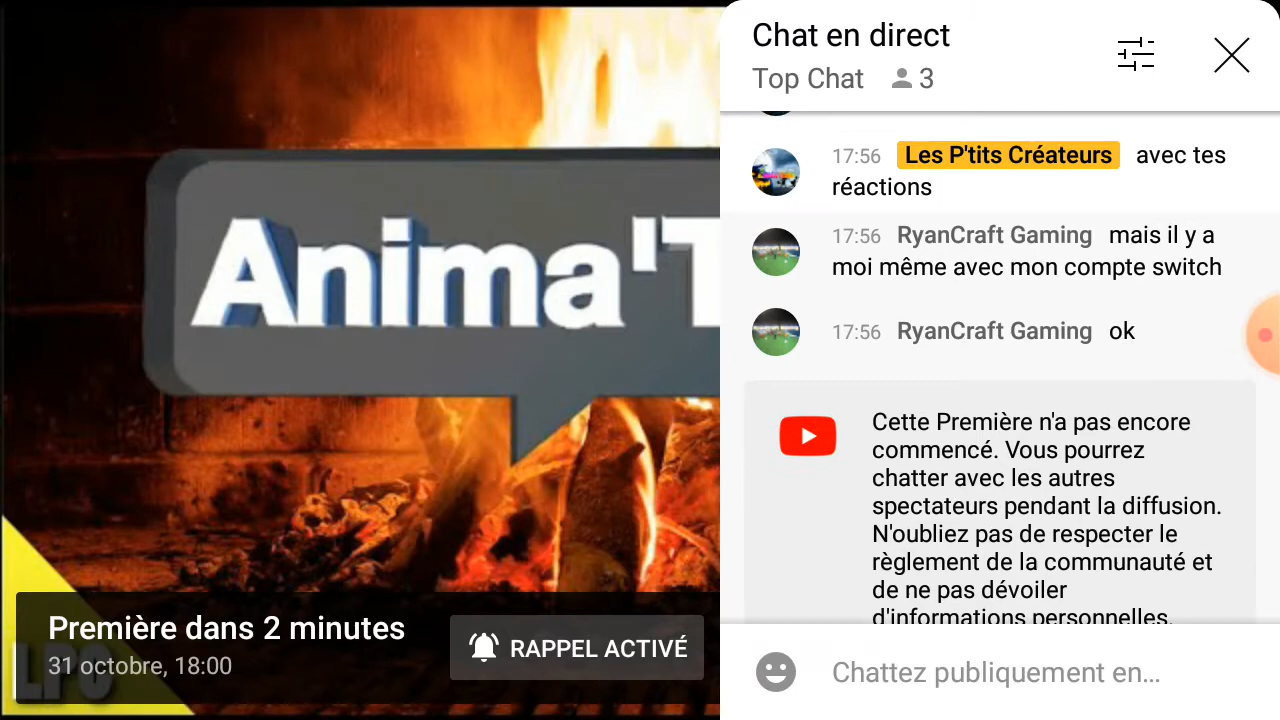 Anima'T
LPC
Première dans 2 minutes
31 octobre, 18:00
RAPPEL ACTIVÉ
Chat en direct
Top Chat 3
17:56 Les P'tits Créateurs avec tes
réactions
17:56 RyanCraft Gaming mais il y a
moi même avec mon compte switch
17:56 RyanCraft Gaming ok
Cette Première n'a pas encore
commencé. Vous pourrez
chatter avec les autres
spectateurs pendant la diffusion.
N'oubliez pas de respecter le
règlement de la communauté et
de ne pas dévoiler
d'informations personnelles.
Chattez publiquement en…